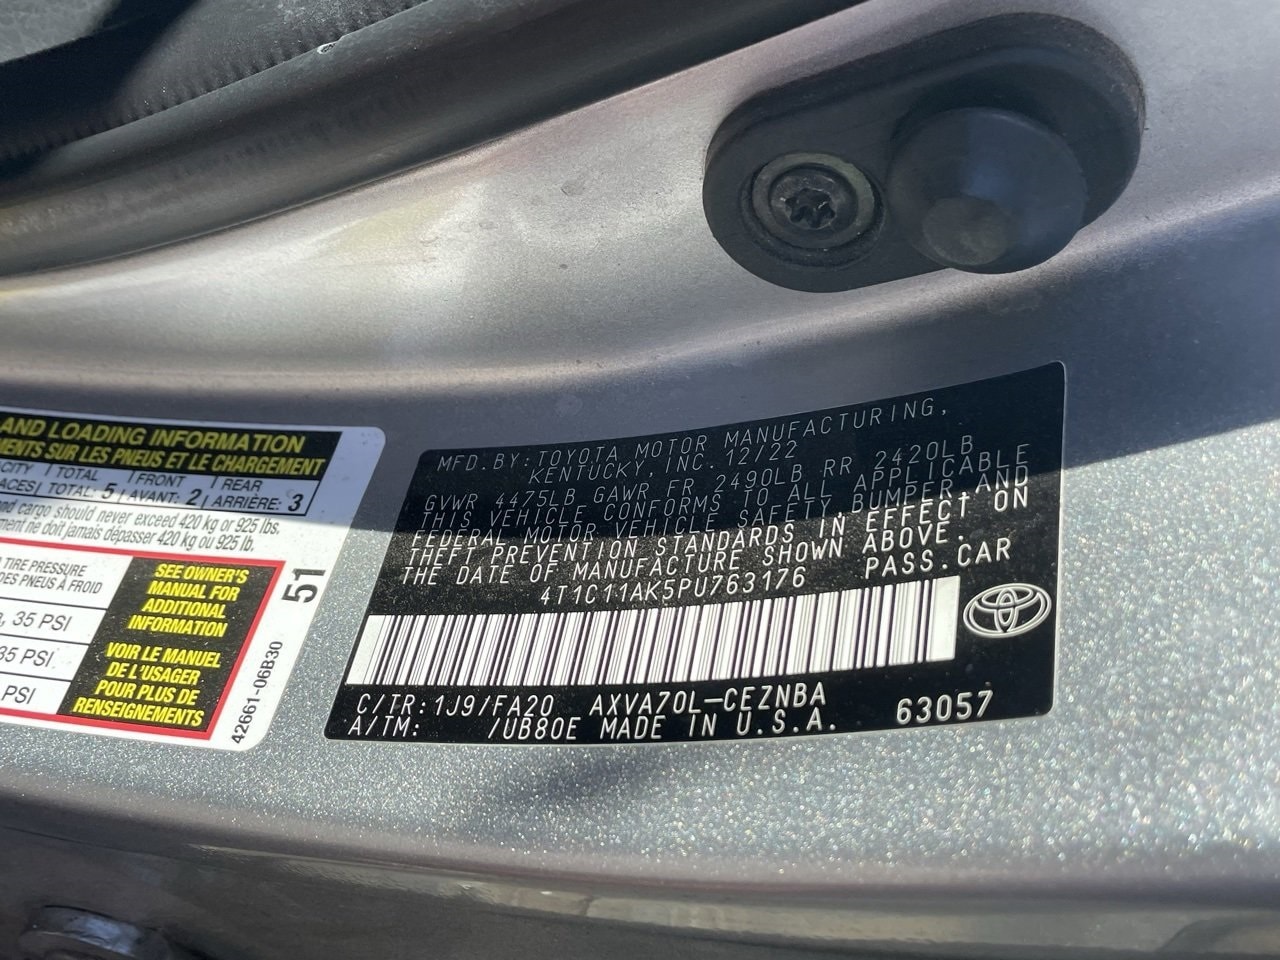 AND LOADING INFORMATION
MENTS SUR LES PNEUS ET LE CHARGEMENT
TOTAL FRONT REAR
TOTAL: 5 AVANT: 2 ARRIÈRE: 3
and cargo should never exceed 420 kg or 925 lbs.
ment ne doit jamais dépasser 420 kg ou 925 lb.
TIRE PRESSURE
DES PNEUS À FROID
35 PSI
35 PSI
PSI
SEE OWNER'S
MANUAL FOR
ADDITIONAL
INFORMATION
VOIR LE MANUEL
DE L'USAGER
POUR PLUS DE
RENSEIGNEMENTS
51
42661-06B30
MFD.BY:TOYOTA MOTOR MANUFACTURING,
KENTUCKY, INC. 12/22
GVWR 4475LB GAWR FR 2490LB RR 2420LB
THIS VEHICLE CONFORMS TO ALL APPLICABLE
FEDERAL MOTOR VEHICLE SAFETY BUMPER AND
THEFT PREVENTION STANDARDS IN EFFECT ON
THE DATE OF MANUFACTURE SHOWN ABOVE.
4T1C11AK5PU763176 PASS.CAR
C/TR:1J9/FA20 AXVA70L-CEZNBA
A/TM: /UB80E MADE IN U.S.A. 63057